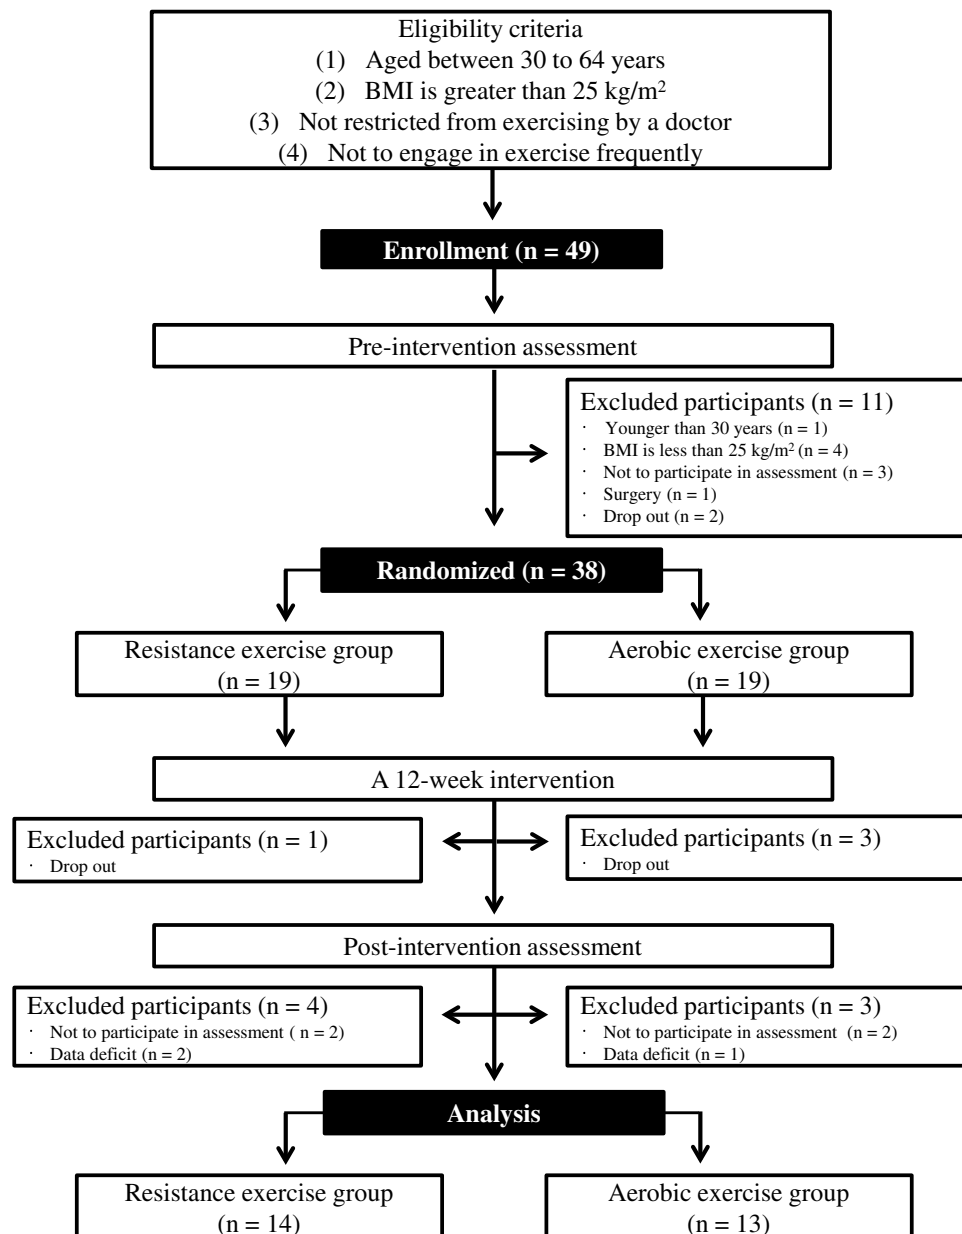 Eligibility criteria
(1) Aged between 30 to 64 years
(2) BMI is greater than 25 kg/m²
(3) Not restricted from exercising by a doctor
(4) Not to engage in exercise frequently
Enrollment (n = 49)
Pre-intervention assessment
Excluded participants (n = 11)
· Younger than 30 years (n = 1)
· BMI is less than 25 kg/m² (n = 4)
· Not to participate in assessment (n = 3)
· Surgery (n = 1)
· Drop out (n = 2)
Randomized (n = 38)
Resistance exercise group
(n = 19)
Aerobic exercise group
(n = 19)
A 12-week intervention
Excluded participants (n = 1)
· Drop out
Excluded participants (n = 3)
· Drop out
Post-intervention assessment
Excluded participants (n = 4)
· Not to participate in assessment ( n = 2)
· Data deficit (n = 2)
Excluded participants (n = 3)
· Not to participate in assessment (n = 2)
· Data deficit (n = 1)
Analysis
Resistance exercise group
(n = 14)
Aerobic exercise group
(n = 13)